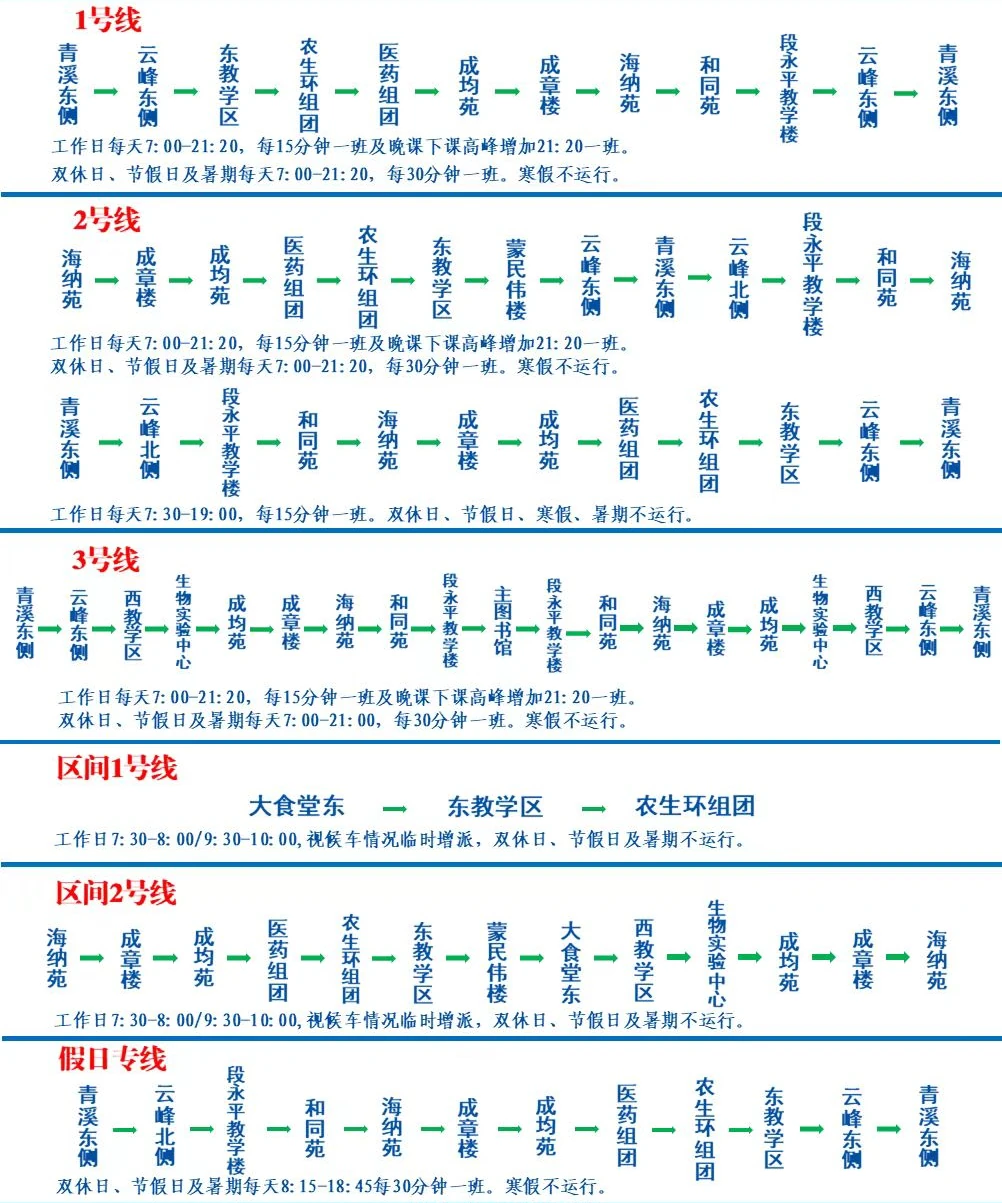 1号线
青溪东侧 → 云峰东侧 → 东教学区 → 农生环组团 → 医药组团 → 成均苑 → 成章楼 → 海纳苑 → 和同苑 → 段永平教学楼 → 云峰东侧 → 青溪东侧
工作日每天7:00-21:20，每15分钟一班及晚课下课高峰增加21:20一班。
双休日、节假日及暑期每天7:00-21:20，每30分钟一班。寒假不运行。
2号线
海纳苑 → 成章楼 → 成均苑 → 医药组团 → 农生环组团 → 东教学区 → 蒙民伟楼 → 云峰东侧 → 青溪东侧 → 云峰北侧 → 段永平教学楼 → 和同苑 → 海纳苑
工作日每天7:00-21:20，每15分钟一班及晚课下课高峰增加21:20一班。
双休日、节假日及暑期每天7:00-21:20，每30分钟一班。寒假不运行。
青溪东侧 → 云峰北侧 → 段永平教学楼 → 和同苑 → 海纳苑 → 成章楼 → 成均苑 → 医药组团 → 农生环组团 → 东教学区 → 云峰东侧 → 青溪东侧
工作日每天7:30-19:00，每15分钟一班。双休日、节假日、寒假、暑期不运行。
3号线
青溪东侧 → 云峰东侧 → 西教学区 → 生物实验中心 → 成均苑 → 成章楼 → 海纳苑 → 和同苑 → 段永平教学楼 → 主图书馆 → 段永平教学楼 → 和同苑 → 海纳苑 → 成章楼 → 成均苑 → 生物实验中心 → 西教学区 → 云峰东侧 → 青溪东侧
工作日每天7:00-21:20，每15分钟一班及晚课下课高峰增加21:20一班。
双休日、节假日及暑期每天7:00-21:00，每30分钟一班。寒假不运行。
区间1号线
大食堂东 → 东教学区 → 农生环组团
工作日7:30-8:00/9:30-10:00,视候车情况临时增派，双休日、节假日及暑期不运行。
区间2号线
海纳苑 → 成章楼 → 成均苑 → 医药组团 → 农生环组团 → 东教学区 → 蒙民伟楼 → 大食堂东 → 西教学区 → 生物实验中心 → 成均苑 → 成章楼 → 海纳苑
工作日7:30-8:00/9:30-10:00,视候车情况临时增派，双休日、节假日及暑期不运行。
假日专线
青溪东侧 → 云峰北侧 → 段永平教学楼 → 和同苑 → 海纳苑 → 成章楼 → 成均苑 → 医药组团 → 农生环组团 → 东教学区 → 云峰东侧 → 青溪东侧
双休日、节假日及暑期每天8:15-18:45每30分钟一班。寒假不运行。